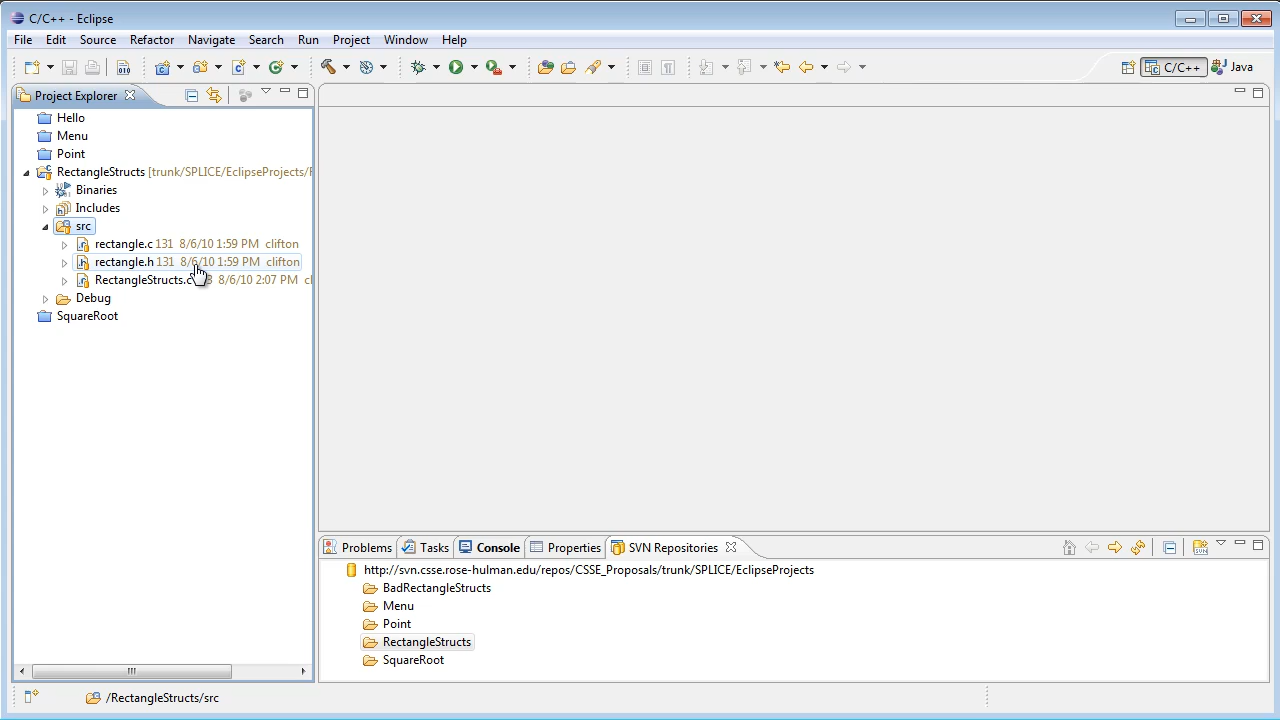 C/C++ - Eclipse
File Edit Source Refactor Navigate Search Run Project Window Help
C/C++ Java
Project Explorer
Hello
Menu
Point
RectangleStructs [trunk/SPLICE/EclipseProjects/
Binaries
Includes
src
rectangle.c 131 8/6/10 1:59 PM clifton
rectangle.h 131 8/6/10 1:59 PM clifton
RectangleStructs.c 8/6/10 2:07 PM
Debug
SquareRoot
Problems Tasks Console Properties SVN Repositories
http://svn.csse.rose-hulman.edu/repos/CSSE_Proposals/trunk/SPLICE/EclipseProjects
BadRectangleStructs
Menu
Point
RectangleStructs
SquareRoot
/RectangleStructs/src